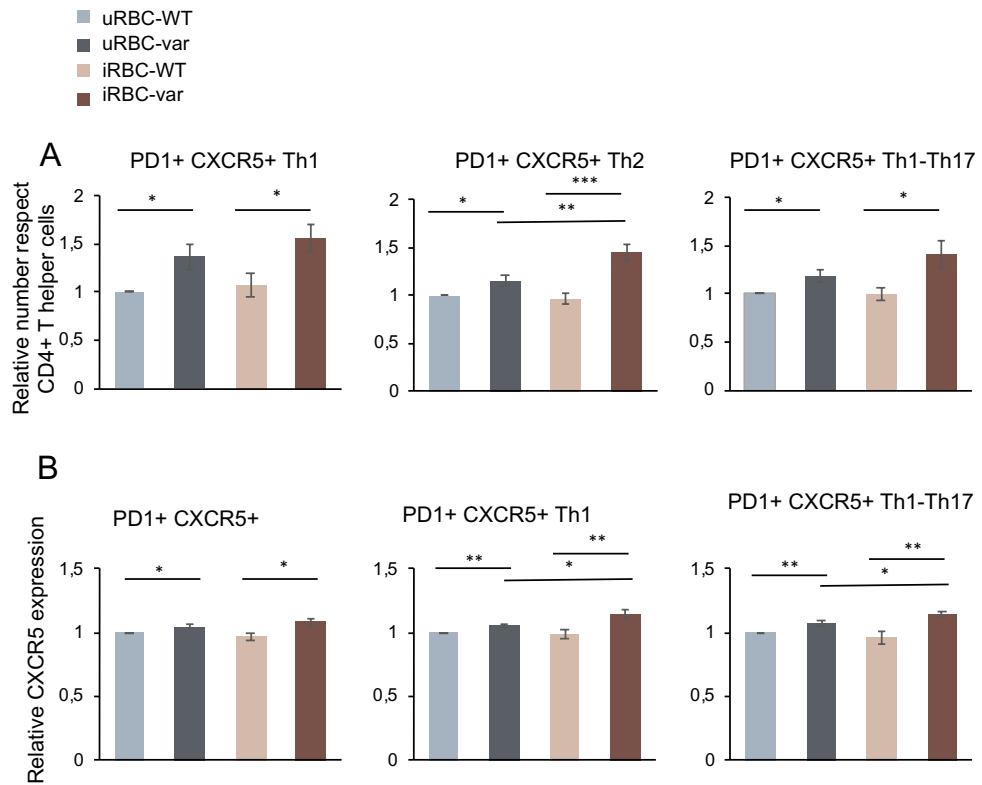 uRBC-WT
uRBC-var
iRBC-WT
iRBC-var
A
Relative number respect
CD4+ T helper cells
PD1+ CXCR5+ Th1
*
*
2
1,5
1
0,5
0
PD1+ CXCR5+ Th2
***
*
**
2
1,5
1
0,5
0
PD1+ CXCR5+ Th1-Th17
*
*
2
1,5
1
0,5
0
B
Relative CXCR5 expression
PD1+ CXCR5+
*
*
1,5
1
0,5
0
PD1+ CXCR5+ Th1
**
**
*
1,5
1
0,5
0
PD1+ CXCR5+ Th1-Th17
**
**
*
1,5
1
0,5
0